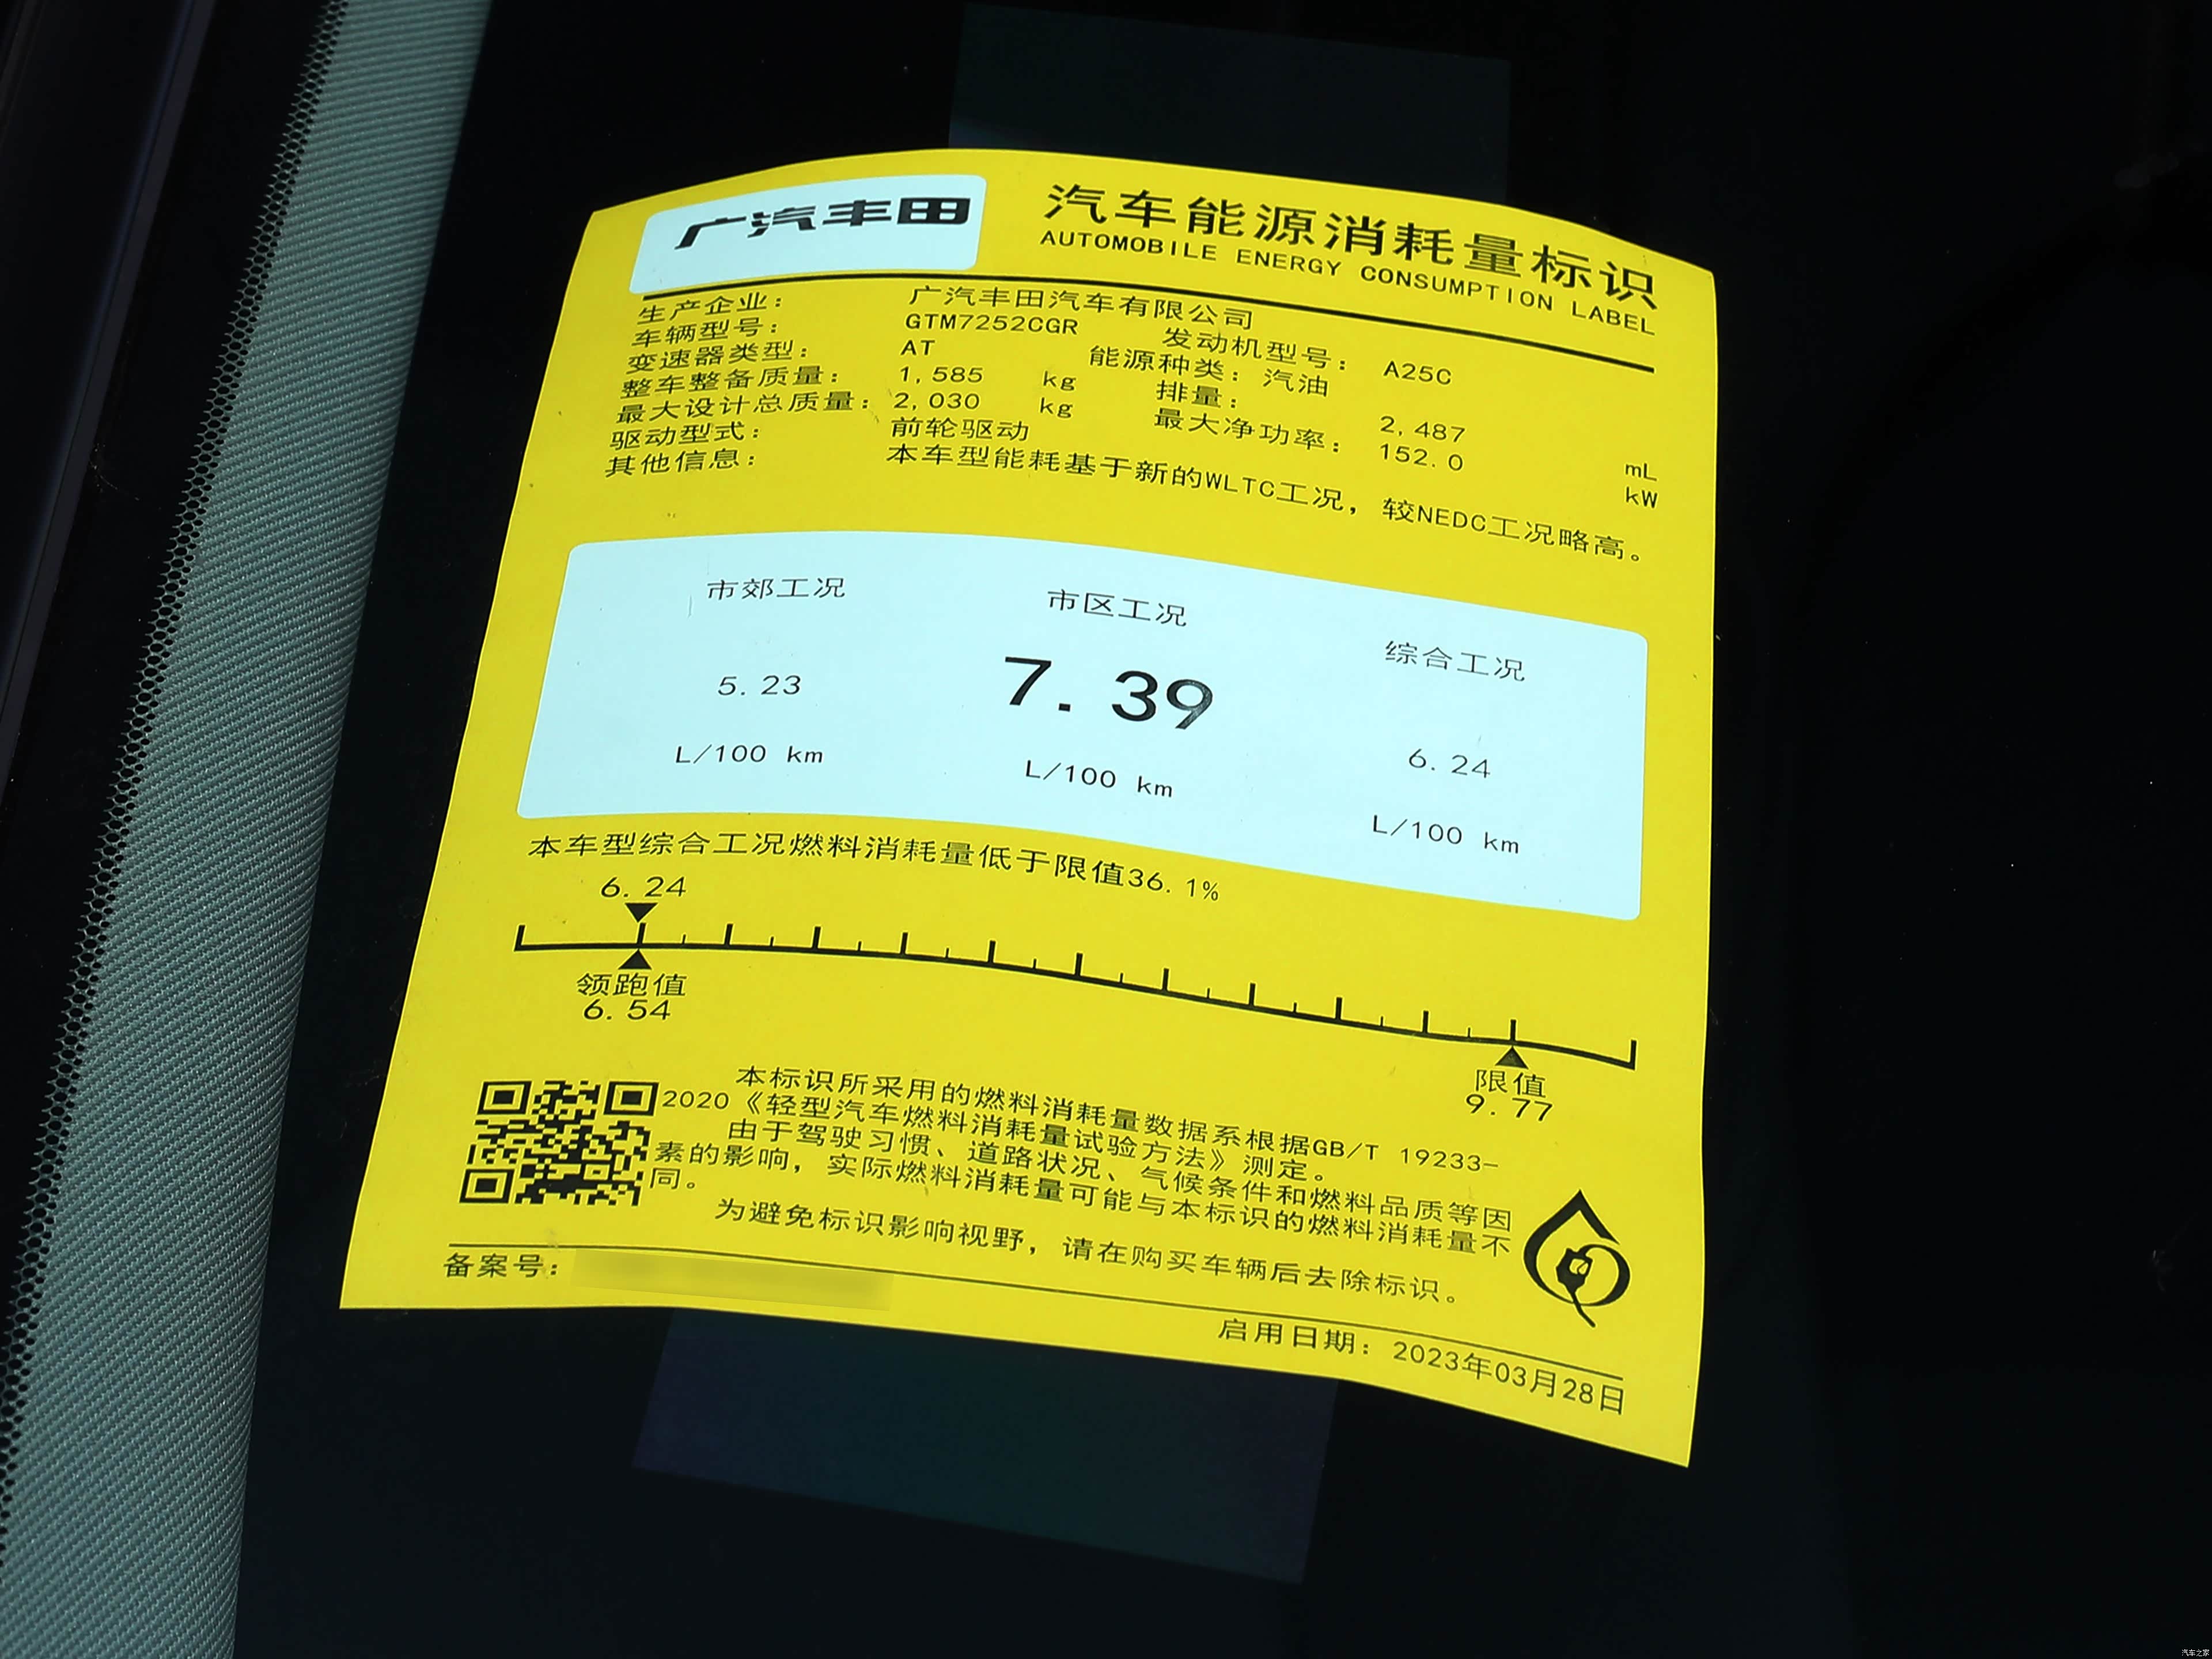 广汽丰田
汽车能源消耗量标识
AUTOMOBILE ENERGY CONSUMPTION LABEL
生产企业： 广汽丰田汽车有限公司
车辆型号： GTM7252CGR 发动机型号： A25C
变速器类型： AT 能源种类： 汽油
整车整备质量： 1,585 kg 排量： 2,487 mL
最大设计总质量： 2,030 kg 最大净功率： 152.0 kW
驱动型式： 前轮驱动
其他信息： 本车型能耗基于新的WLTC工况，较NEDC工况略高。
市郊工况 市区工况 综合工况
5.23 7.39 6.24
L/100 km L/100 km L/100 km
本车型综合工况燃料消耗量低于限值36.1%
6.24
领跑值 限值
6.54 9.77
本标识所采用的燃料消耗量数据系根据GB/T 19233-
2020《轻型汽车燃料消耗量试验方法》测定。
由于驾驶习惯、道路状况、气候条件和燃料品质等因
素的影响，实际燃料消耗量可能与本标识的燃料消耗量不
同。
为避免标识影响视野，请在购买车辆后去除标识。
备案号：
启用日期：2023年03月28日
汽车之家